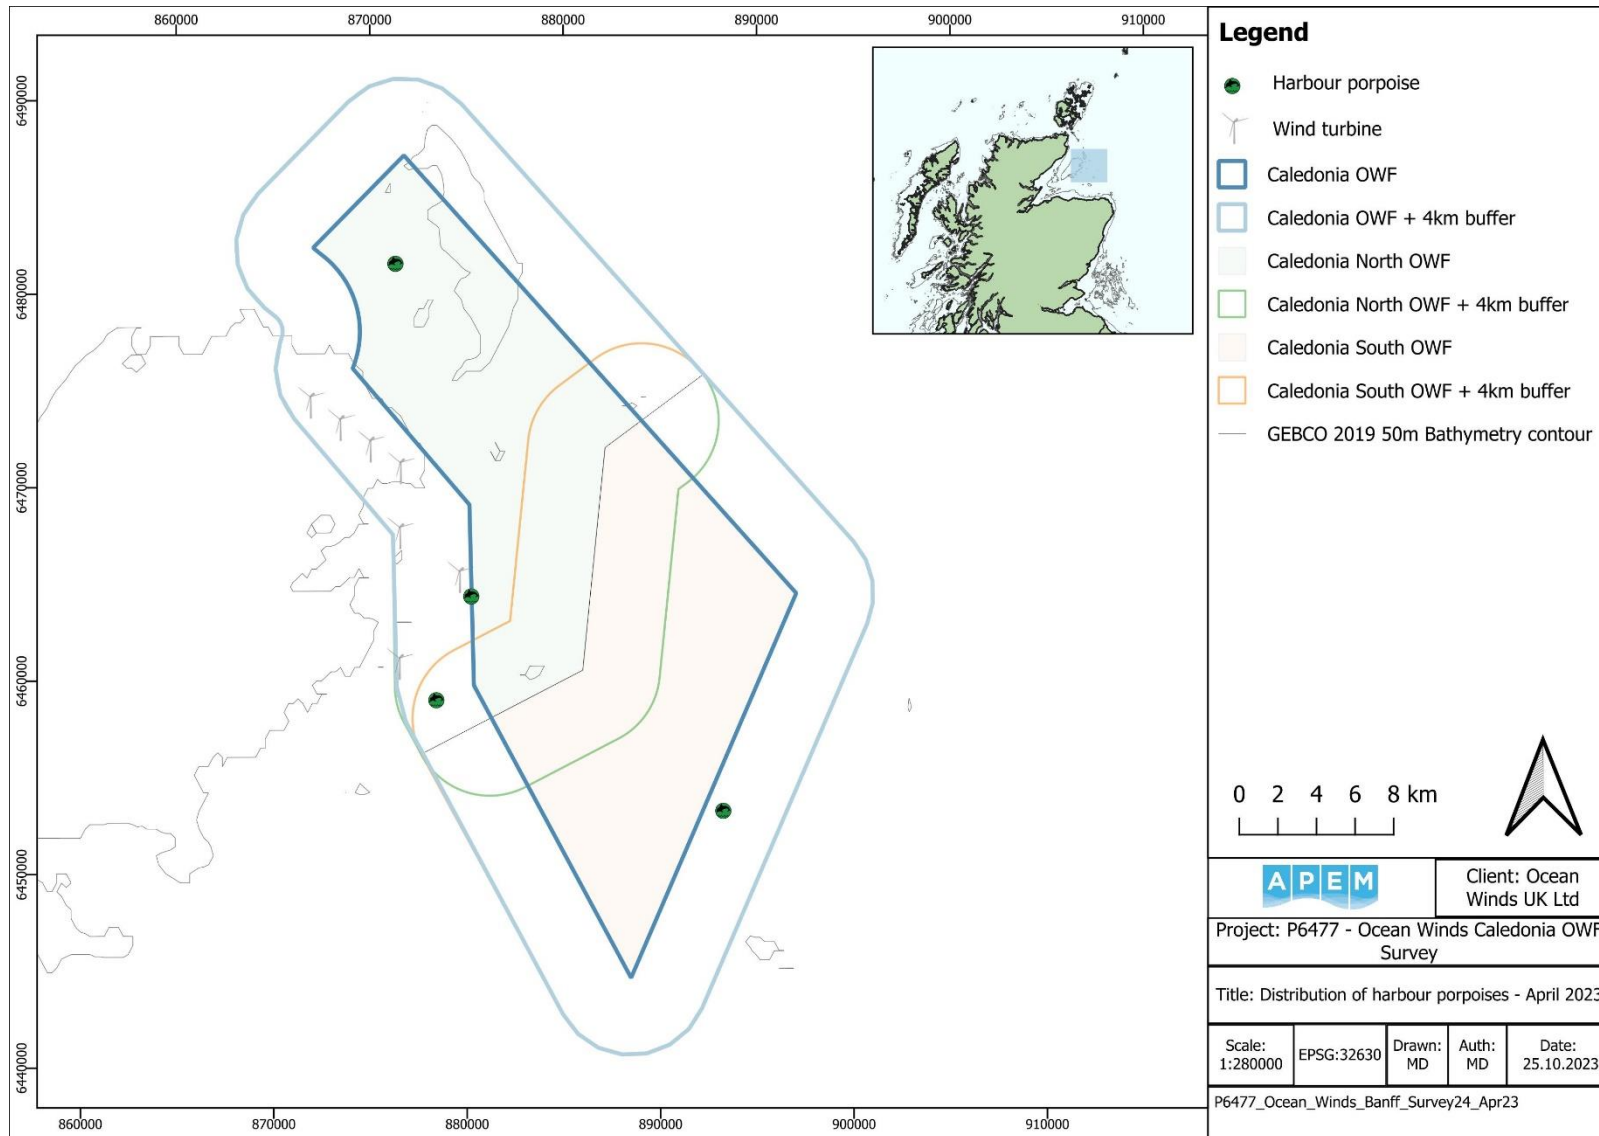 860000 870000 880000 890000 900000 910000
6490000
6480000
6470000
6460000
6450000
6440000
860000 870000 880000 890000 900000 910000
Legend
Harbour porpoise
Wind turbine
Caledonia OWF
Caledonia OWF + 4km buffer
Caledonia North OWF
Caledonia North OWF + 4km buffer
Caledonia South OWF
Caledonia South OWF + 4km buffer
GEBCO 2019 50m Bathymetry contour
0 2 4 6 8 km
APEM
Client: Ocean
Winds UK Ltd
Project: P6477 - Ocean Winds Caledonia OWF
Survey
Title: Distribution of harbour porpoises - April 2023
Scale:
1:280000
EPSG:32630
Drawn:
MD
Auth:
MD
Date:
25.10.2023
P6477_Ocean_Winds_Banff_Survey24_Apr23